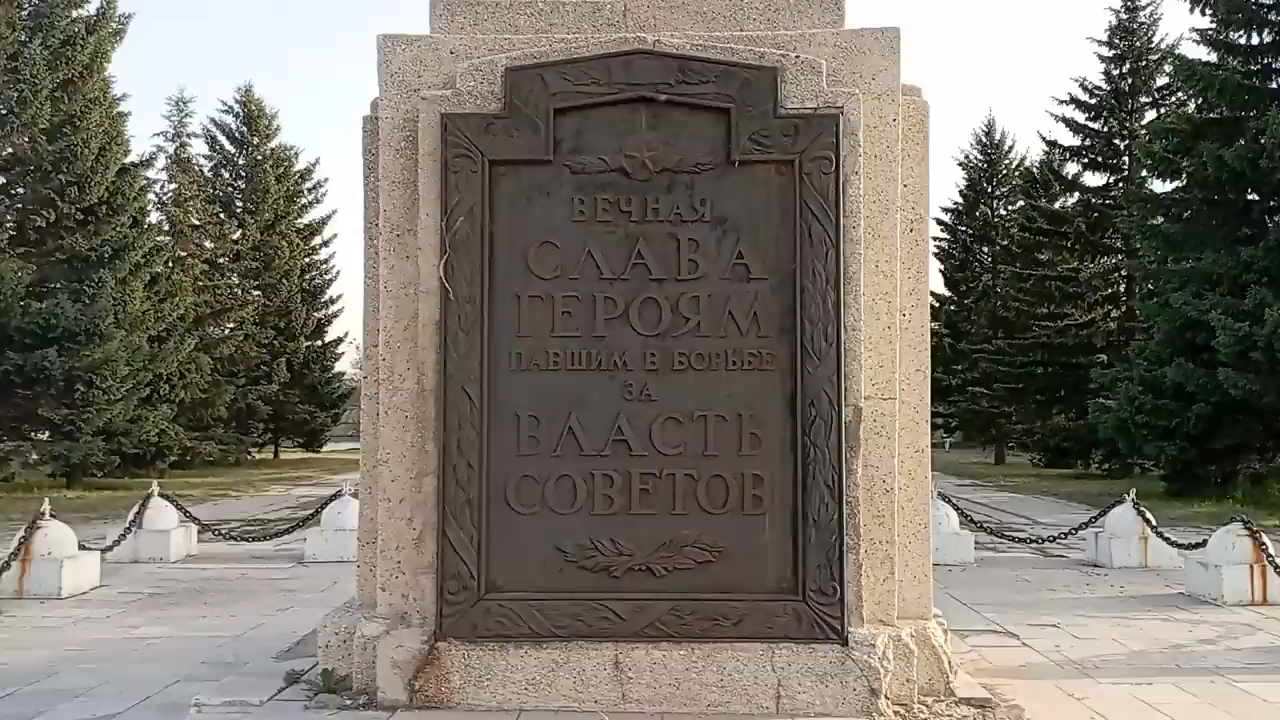 ВЕЧНАЯ
СЛАВА
ГЕРОЯМ
ПАВШИМ В БОРЬБЕ
ЗА
ВЛАСТЬ
СОВЕТОВ